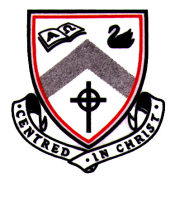 Α Ω
· CENTRED · IN CHRIST ·